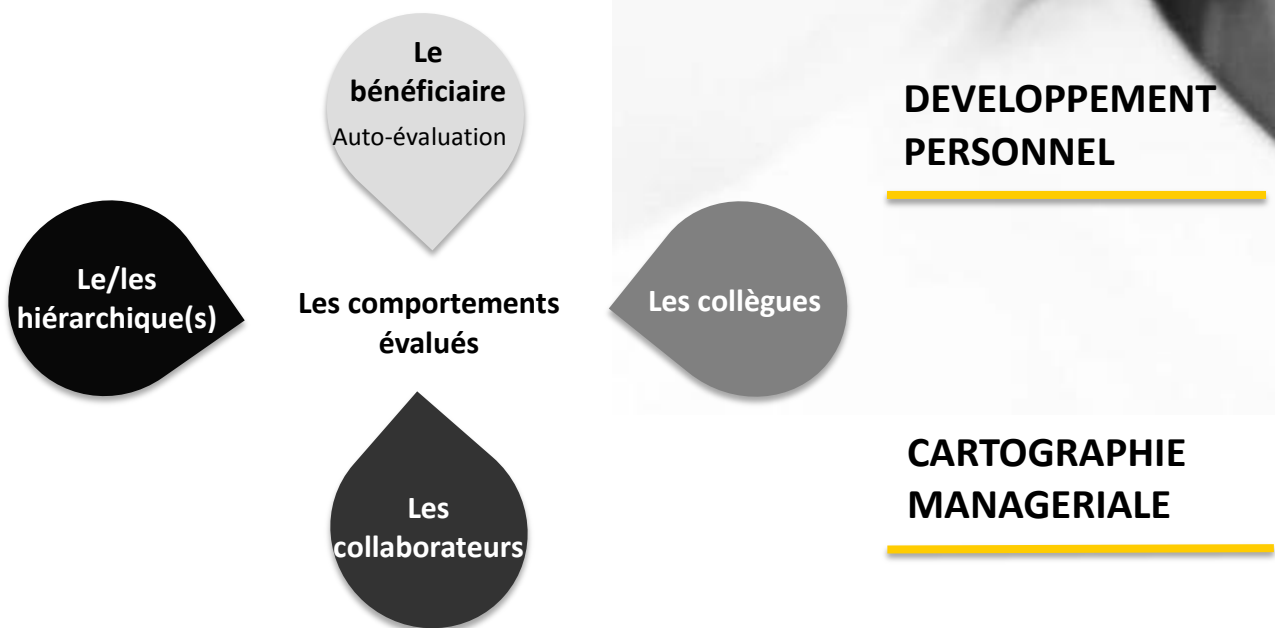 Le
bénéficiaire
Auto-évaluation
DEVELOPPEMENT
PERSONNEL
Le/les
hiérarchique(s)
Les comportements
évalués
Les collègues
Les
collaborateurs
CARTOGRAPHIE
MANAGERIALE